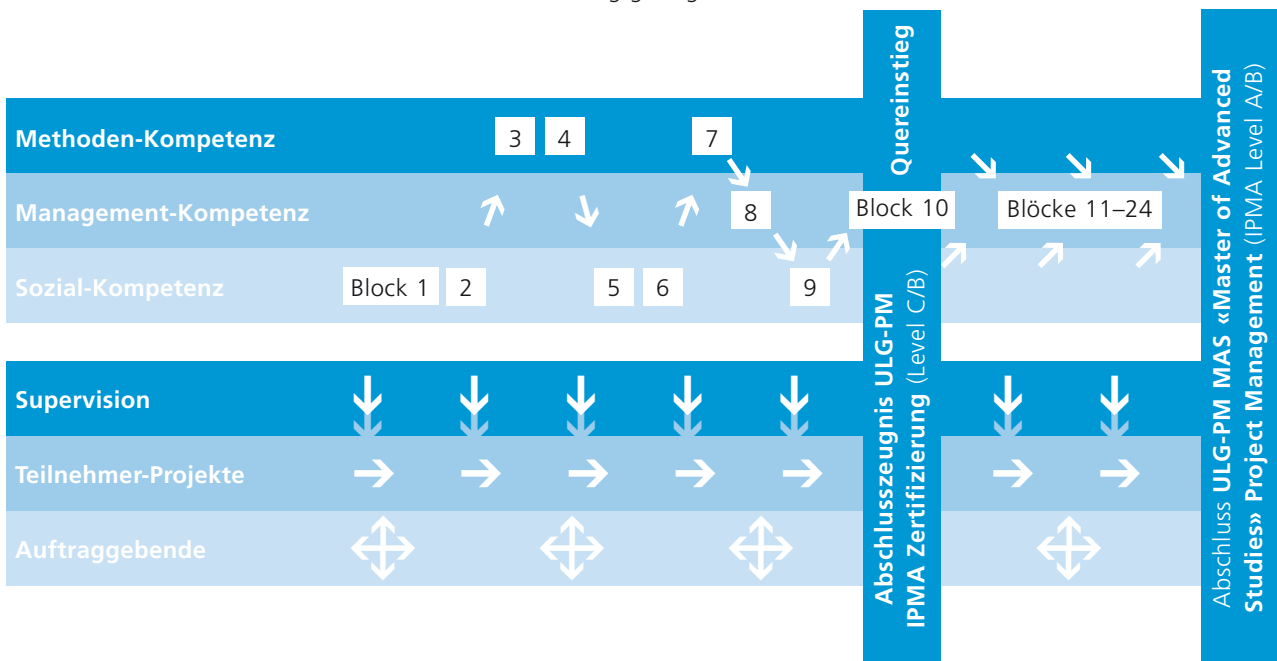 Methoden-Kompetenz
3
4
7
Management-Kompetenz
8
Block 10
Blöcke 11–24
Sozial-Kompetenz
Block 1
2
5
6
9
Quereinstieg
Abschlusszeugnis ULG-PM
IPMA Zertifizierung (Level C/B)
Abschluss ULG-PM MAS «Master of Advanced
Studies» Project Management (IPMA Level A/B)
Supervision
Teilnehmer-Projekte
Auftraggebende